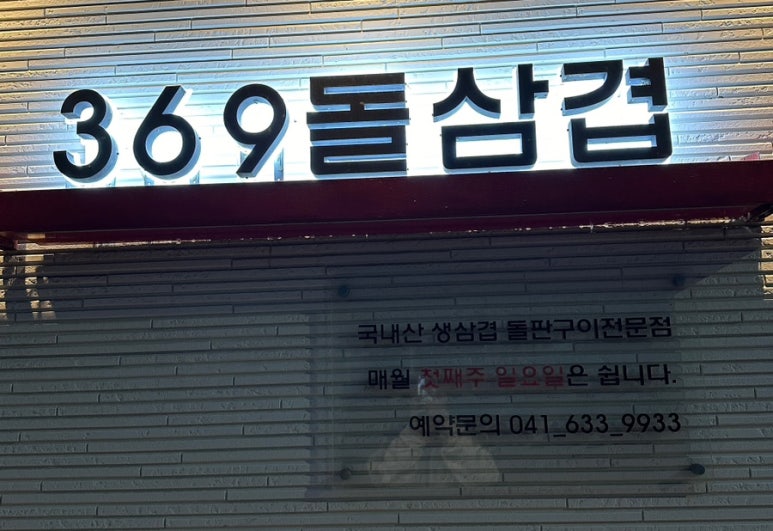 369돌삼겹
국내산 생삼겹 돌판구이전문점
매월 첫째주 일요일은 쉽니다.
예약문의 041_633_9933